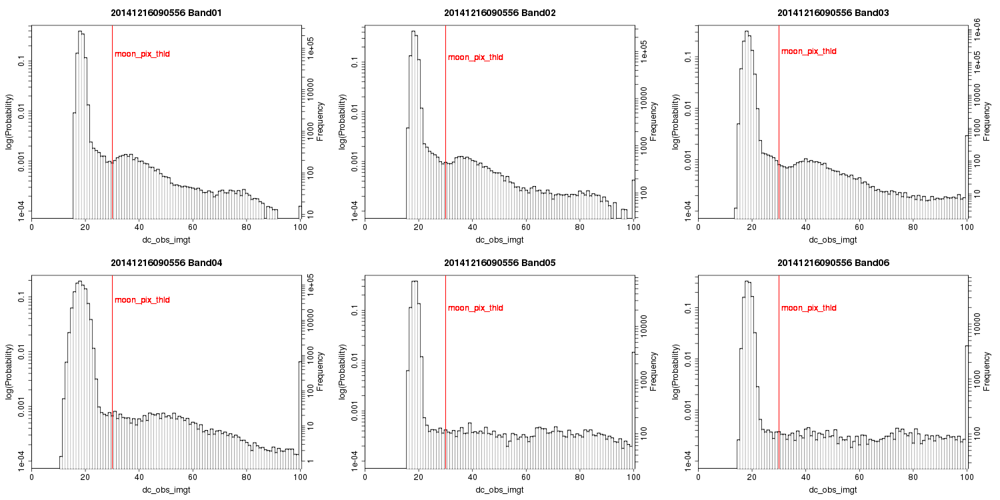 20141216090556 Band01
log(Probability)
0.1
0.01
0.001
1e-04
1e+05
10000
1000
100
10
Frequency
moon_pix_thld
0 20 40 60 80 100
dc_obs_imgt
20141216090556 Band02
log(Probability)
0.1
0.01
0.001
1e-04
1e+05
10000
1000
100
Frequency
moon_pix_thld
0 20 40 60 80 100
dc_obs_imgt
20141216090556 Band03
log(Probability)
0.1
0.01
0.001
1e-04
1e+06
1e+05
10000
1000
100
10
Frequency
moon_pix_thld
0 20 40 60 80 100
dc_obs_imgt
20141216090556 Band04
log(Probability)
0.1
0.01
0.001
1e-04
1e+05
10000
1000
100
10
1
Frequency
moon_pix_thld
0 20 40 60 80 100
dc_obs_imgt
20141216090556 Band05
log(Probability)
0.1
0.01
0.001
1e-04
10000
1000
100
Frequency
moon_pix_thld
0 20 40 60 80 100
dc_obs_imgt
20141216090556 Band06
log(Probability)
0.1
0.01
0.001
1e-04
10000
1000
100
Frequency
moon_pix_thld
0 20 40 60 80 100
dc_obs_imgt